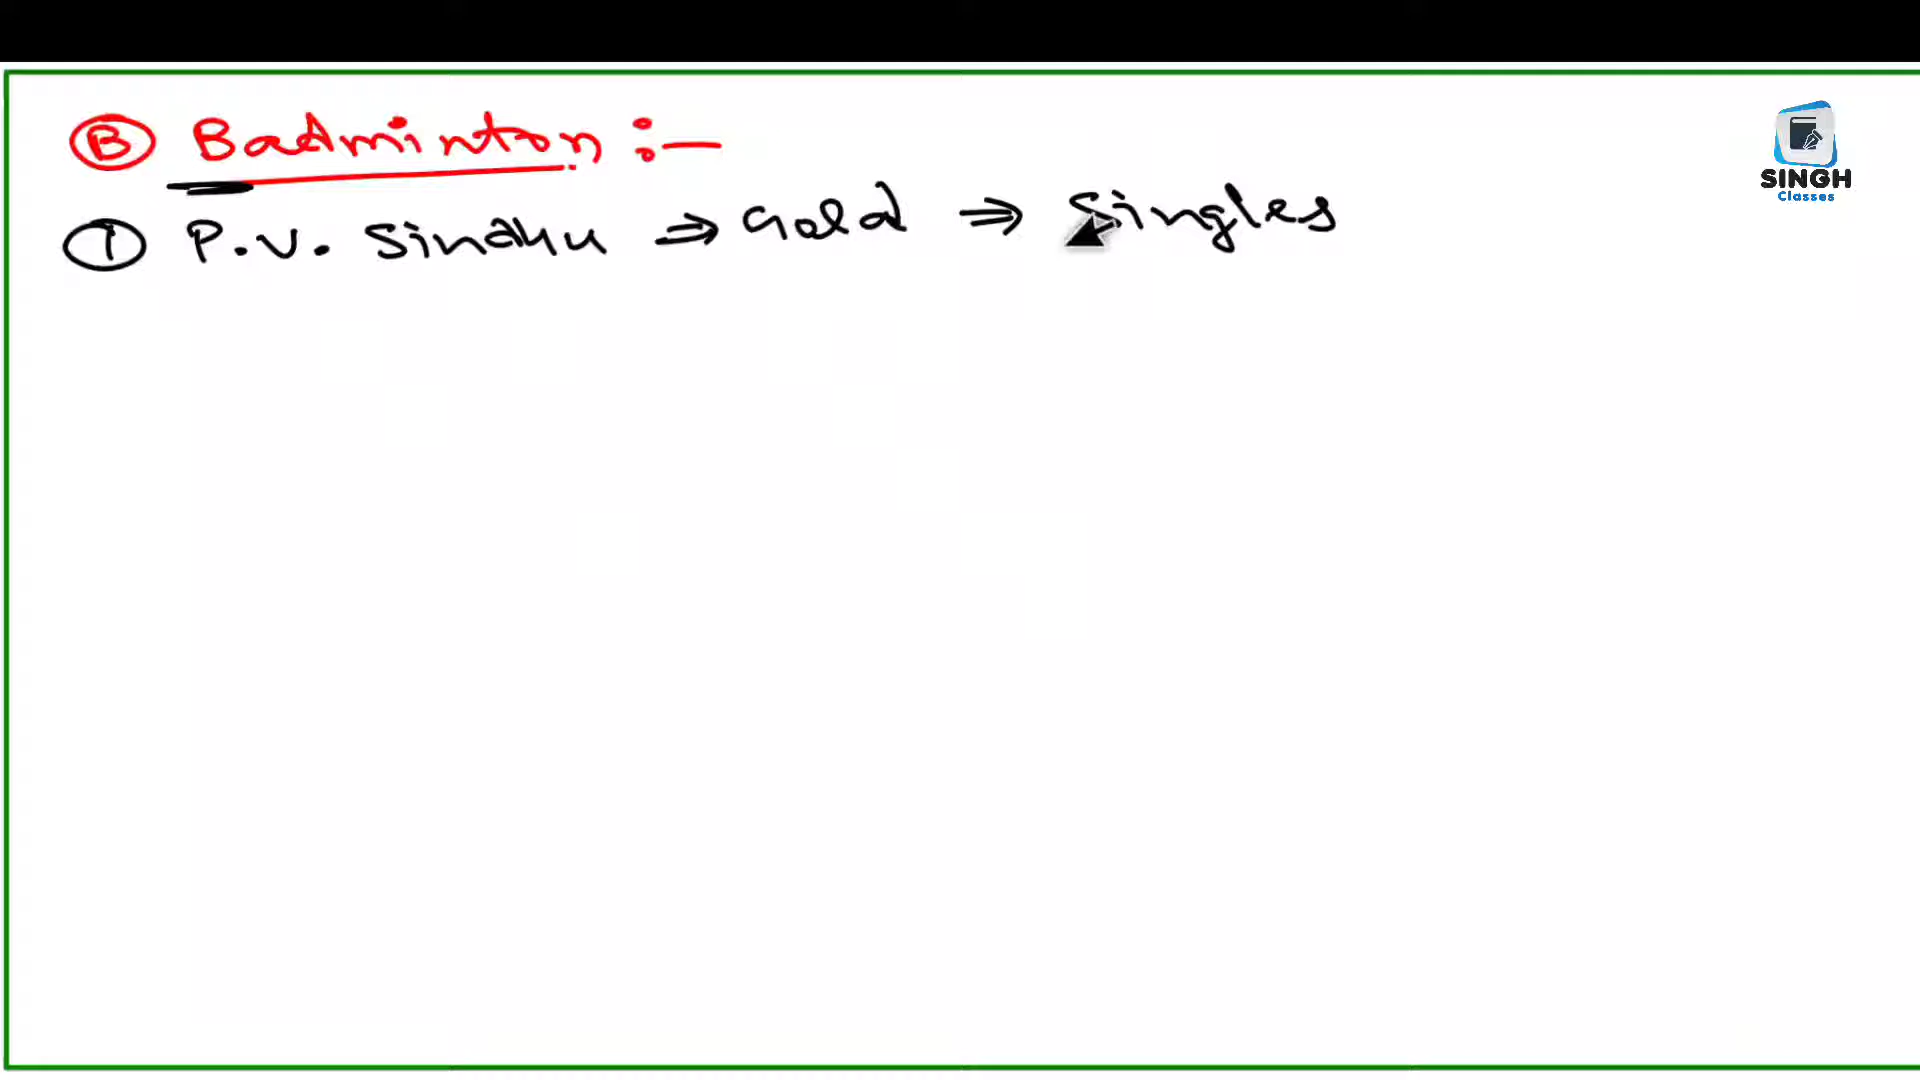 B Badminton :-
1 P.V. Sindhu ⇒ Gold ⇒ Singles
SINGH
Classes